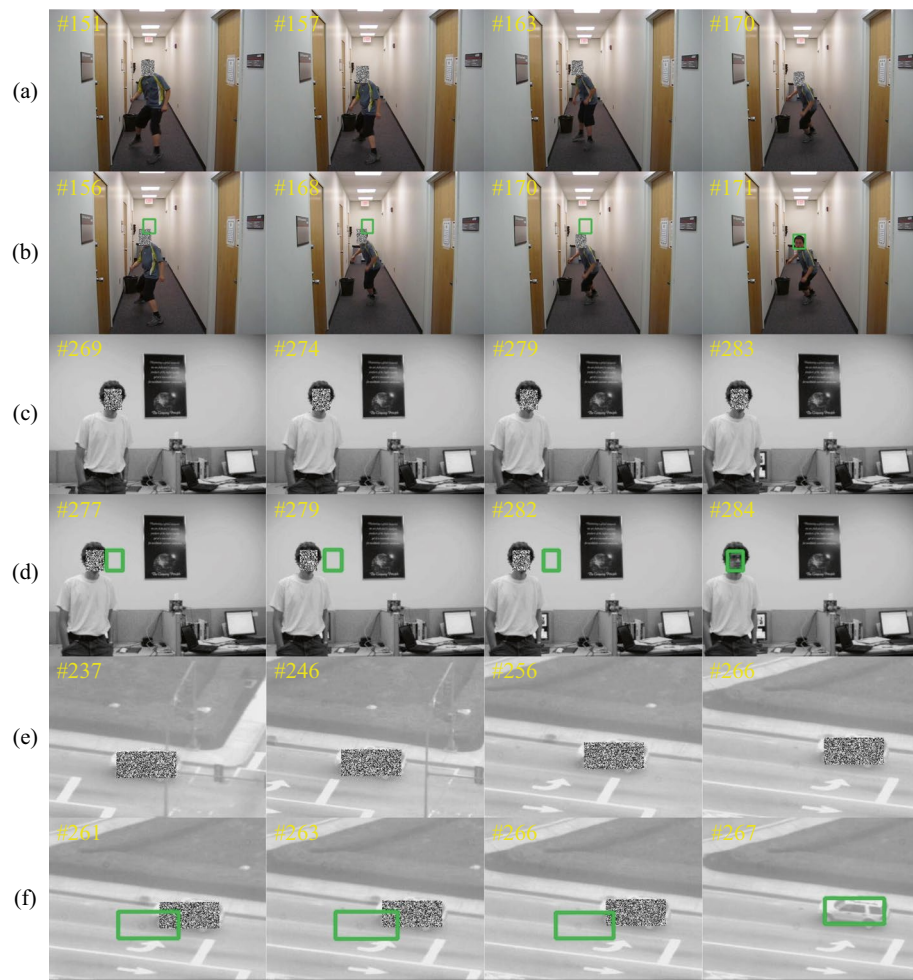 (a) #151 #157 #163 #170
(b) #156 #168 #170 #171
(c) #269 #274 #279 #283
(d) #277 #279 #282 #284
(e) #237 #246 #256 #266
(f) #261 #263 #266 #267